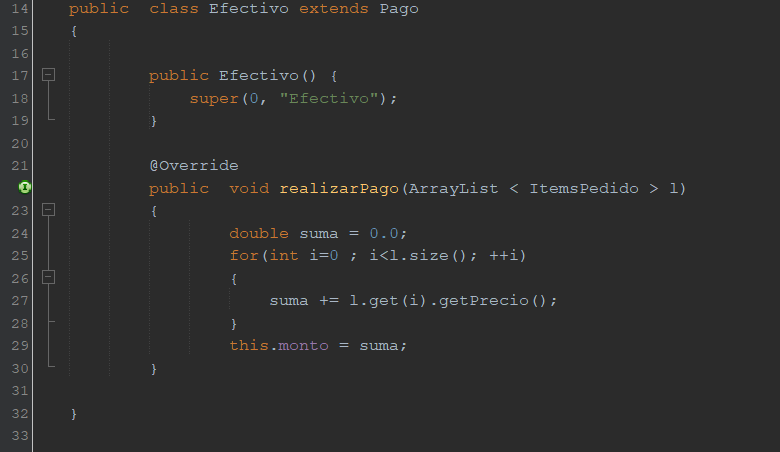 14 public class Efectivo extends Pago
15 {
16
17 public Efectivo() {
18 super(0, "Efectivo");
19 }
20
21 @Override
public void realizarPago(ArrayList < ItemsPedido > l)
23 {
24 double suma = 0.0;
25 for(int i=0 ; i<l.size(); ++i)
26 {
27 suma += l.get(i).getPrecio();
28 }
29 this.monto = suma;
30 }
31
32 }
33